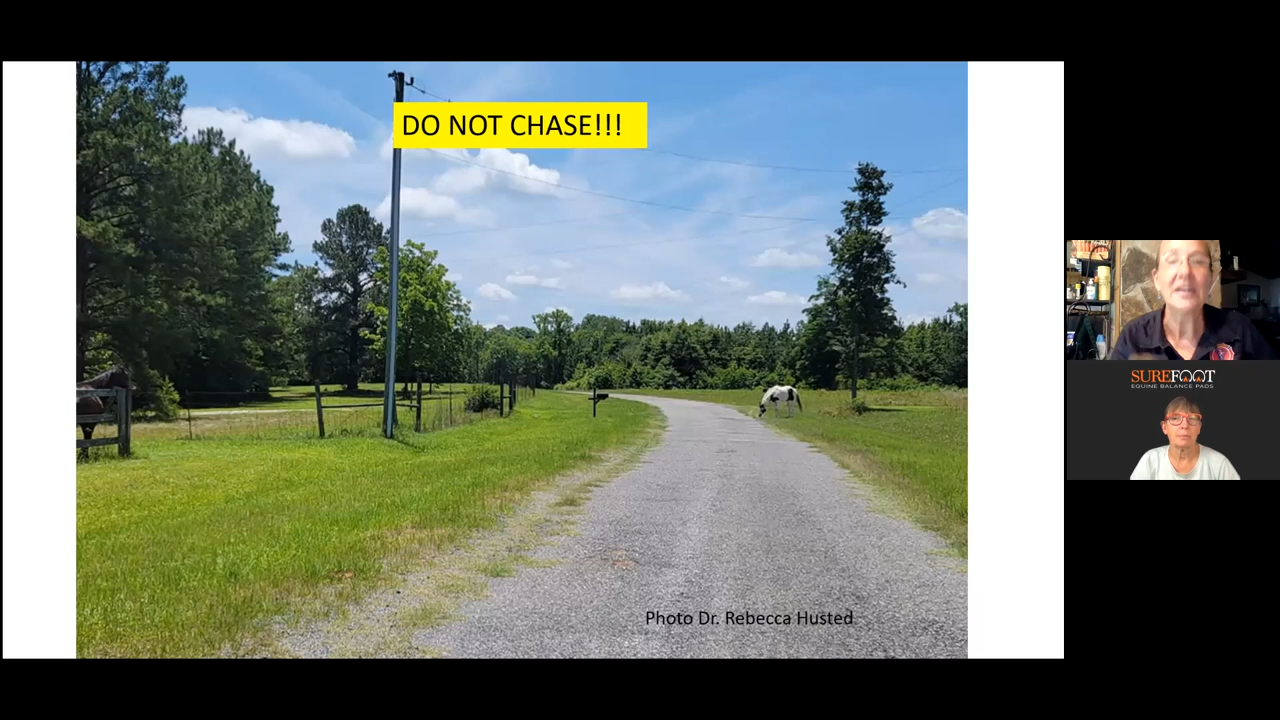 DO NOT CHASE!!!
Photo Dr. Rebecca Husted
SUREFOOT
EQUINE BALANCE PADS